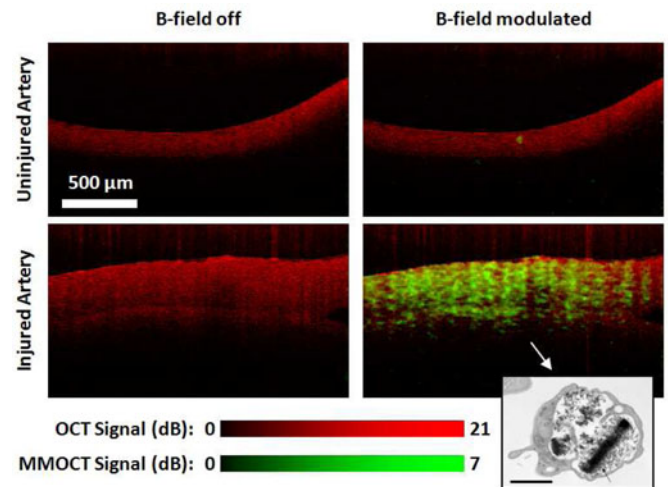 B-field off
B-field modulated
Uninjured Artery
500 µm
Injured Artery
OCT Signal (dB): 0 21
MMOCT Signal (dB): 0 7